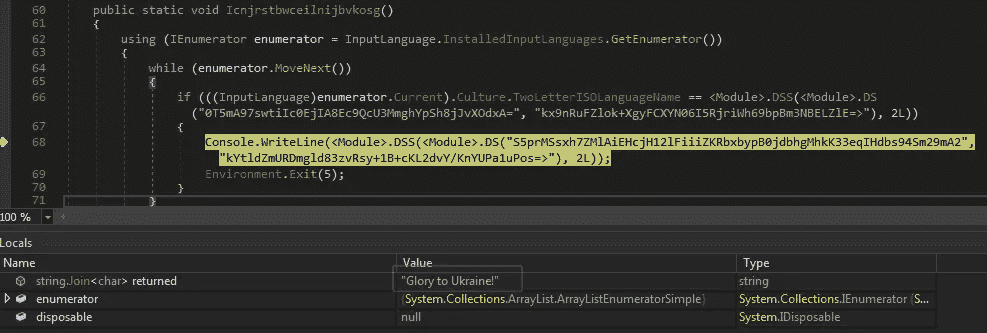 60 public static void Icnjrstbwceilnijbvkosg()
61 {
62 using (IEnumerator enumerator = InputLanguage.InstalledInputLanguages.GetEnumerator())
63 {
64 while (enumerator.MoveNext())
65 {
66 if (((InputLanguage)enumerator.Current).Culture.TwoLetterISOLanguageName == <Module>.DSS(<Module>.DS
("0T5mA97swtiIc0EjIA8Ec9QcU3MmghYpSh8jJvXOdxA=", "kx9nRuFZlok+XgyFCXYN06I5RjriWh69bpBm3NBELZlE=>"), 2L))
67 {
68 Console.WriteLine(<Module>.DSS(<Module>.DS("S5prMSsxh7ZMlAiEHcjH12lFiiiZKRbxbypB0jdbhgMhkK33eqIHdbs94Sm29mA2",
"kYtldZmURDmgld83zvRsy+1B+cKL2dvY/KnYUPa1uPos=>"), 2L));
69 Environment.Exit(5);
70 }
71 }
100 %
Locals
Name Value Type
string.Join<char> returned "Glory to Ukraine!" string
enumerator {System.Collections.ArrayList.ArrayListEnumeratorSimple} System.Collections.IEnumerator {S...
disposable null System.IDisposable